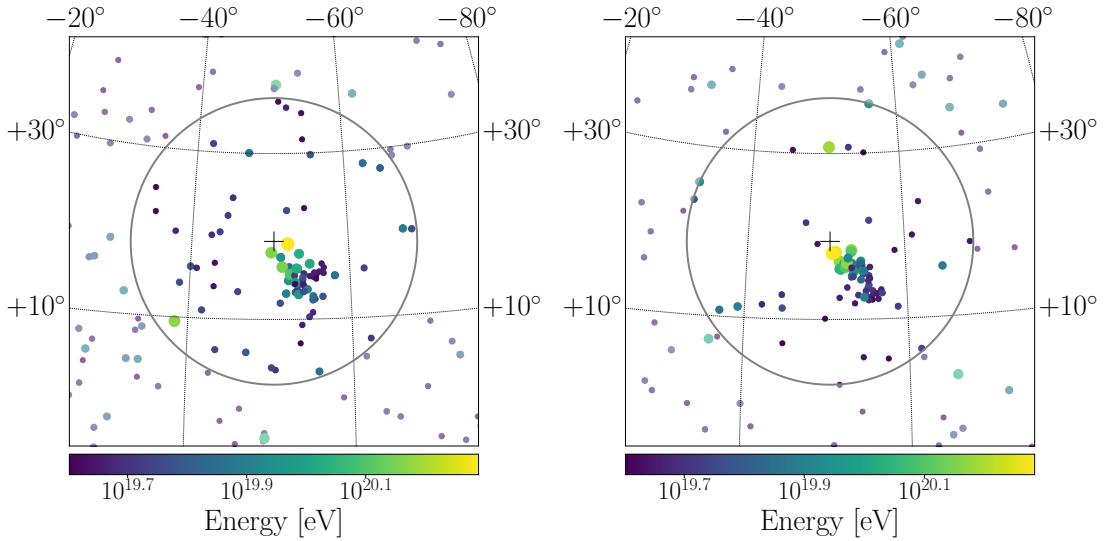 −20° −40° −60° −80° −20° −40° −60° −80°
+30° +30° +30° +30°
+10° +10° +10° +10°
10^19.7 10^19.9 10^20.1 10^19.7 10^19.9 10^20.1
Energy [eV] Energy [eV]